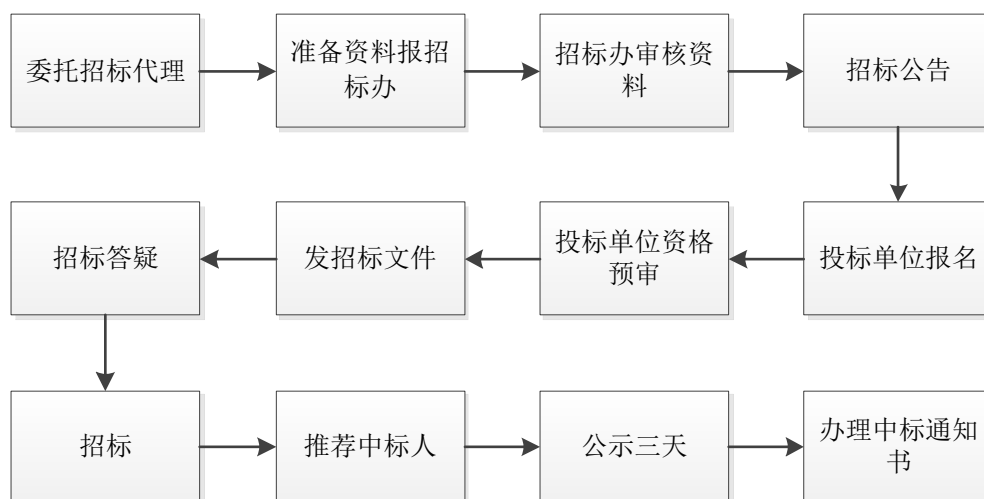 委托招标代理
准备资料报招
标办
招标办审核资
料
招标公告
投标单位报名
投标单位资格
预审
发招标文件
招标答疑
招标
推荐中标人
公示三天
办理中标通知
书